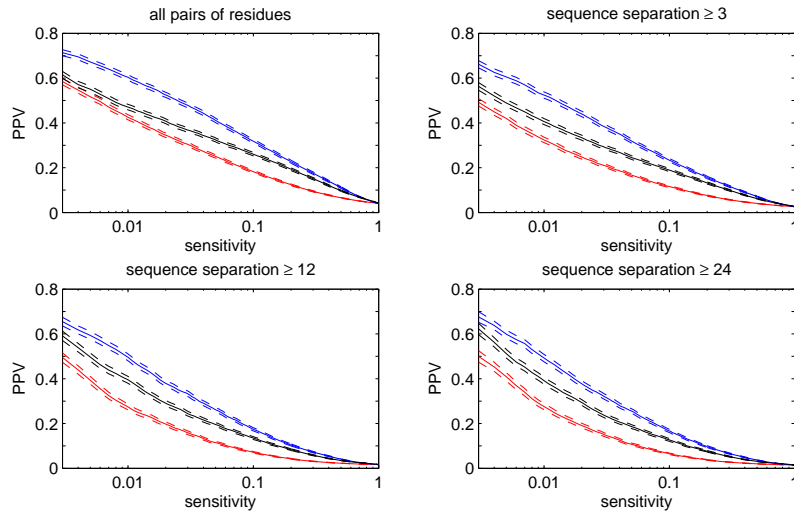 all pairs of residues
0.8
0.6
0.4
0.2
0
PPV
0.01
0.1
1
sensitivity
sequence separation ≥ 3
0.8
0.6
0.4
0.2
0
PPV
0.01
0.1
1
sensitivity
sequence separation ≥ 12
0.8
0.6
0.4
0.2
0
PPV
0.01
0.1
1
sensitivity
sequence separation ≥ 24
0.8
0.6
0.4
0.2
0
PPV
0.01
0.1
1
sensitivity